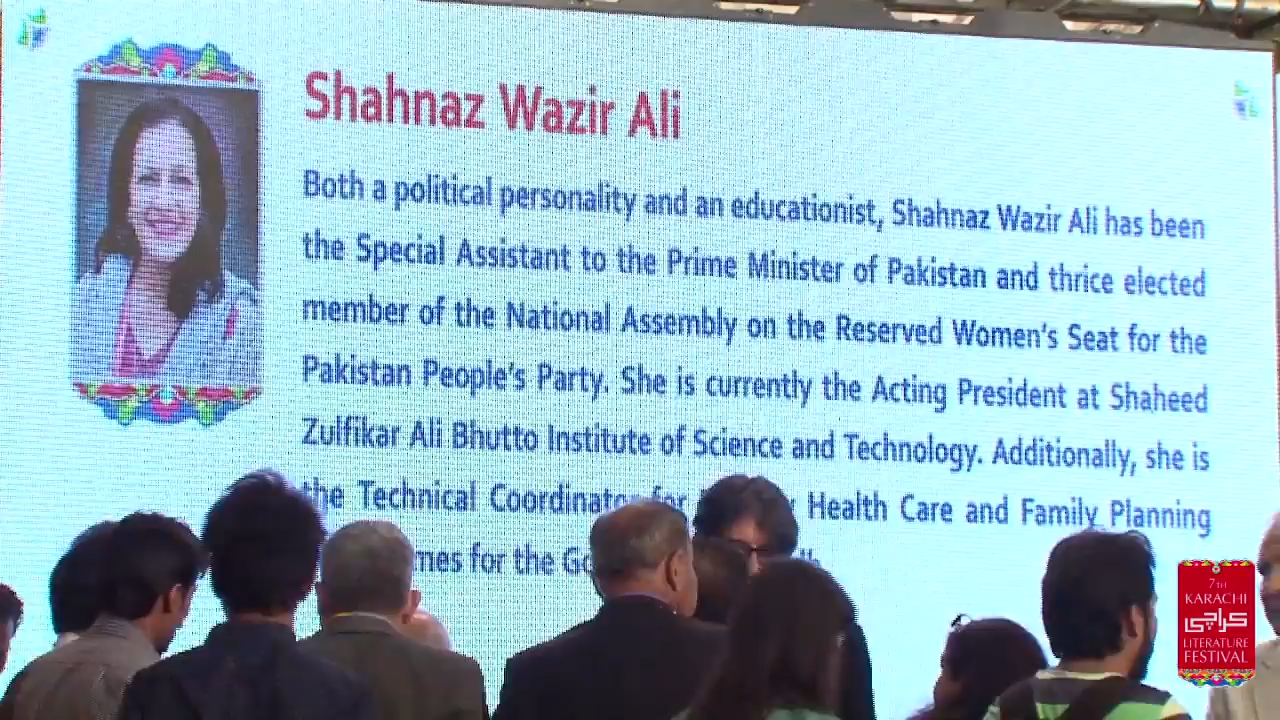 Shahnaz Wazir Ali
Both a political personality and an educationist, Shahnaz Wazir Ali has been
the Special Assistant to the Prime Minister of Pakistan and thrice elected
member of the National Assembly on the Reserved Women's Seat for the
Pakistan People's Party. She is currently the Acting President at Shaheed
Zulfikar Ali Bhutto Institute of Science and Technology. Additionally, she is
the Technical Coordinator for Health Care and Family Planning
mes for the
7TH
KARACHI
کراچی
LITERATURE
FESTIVAL